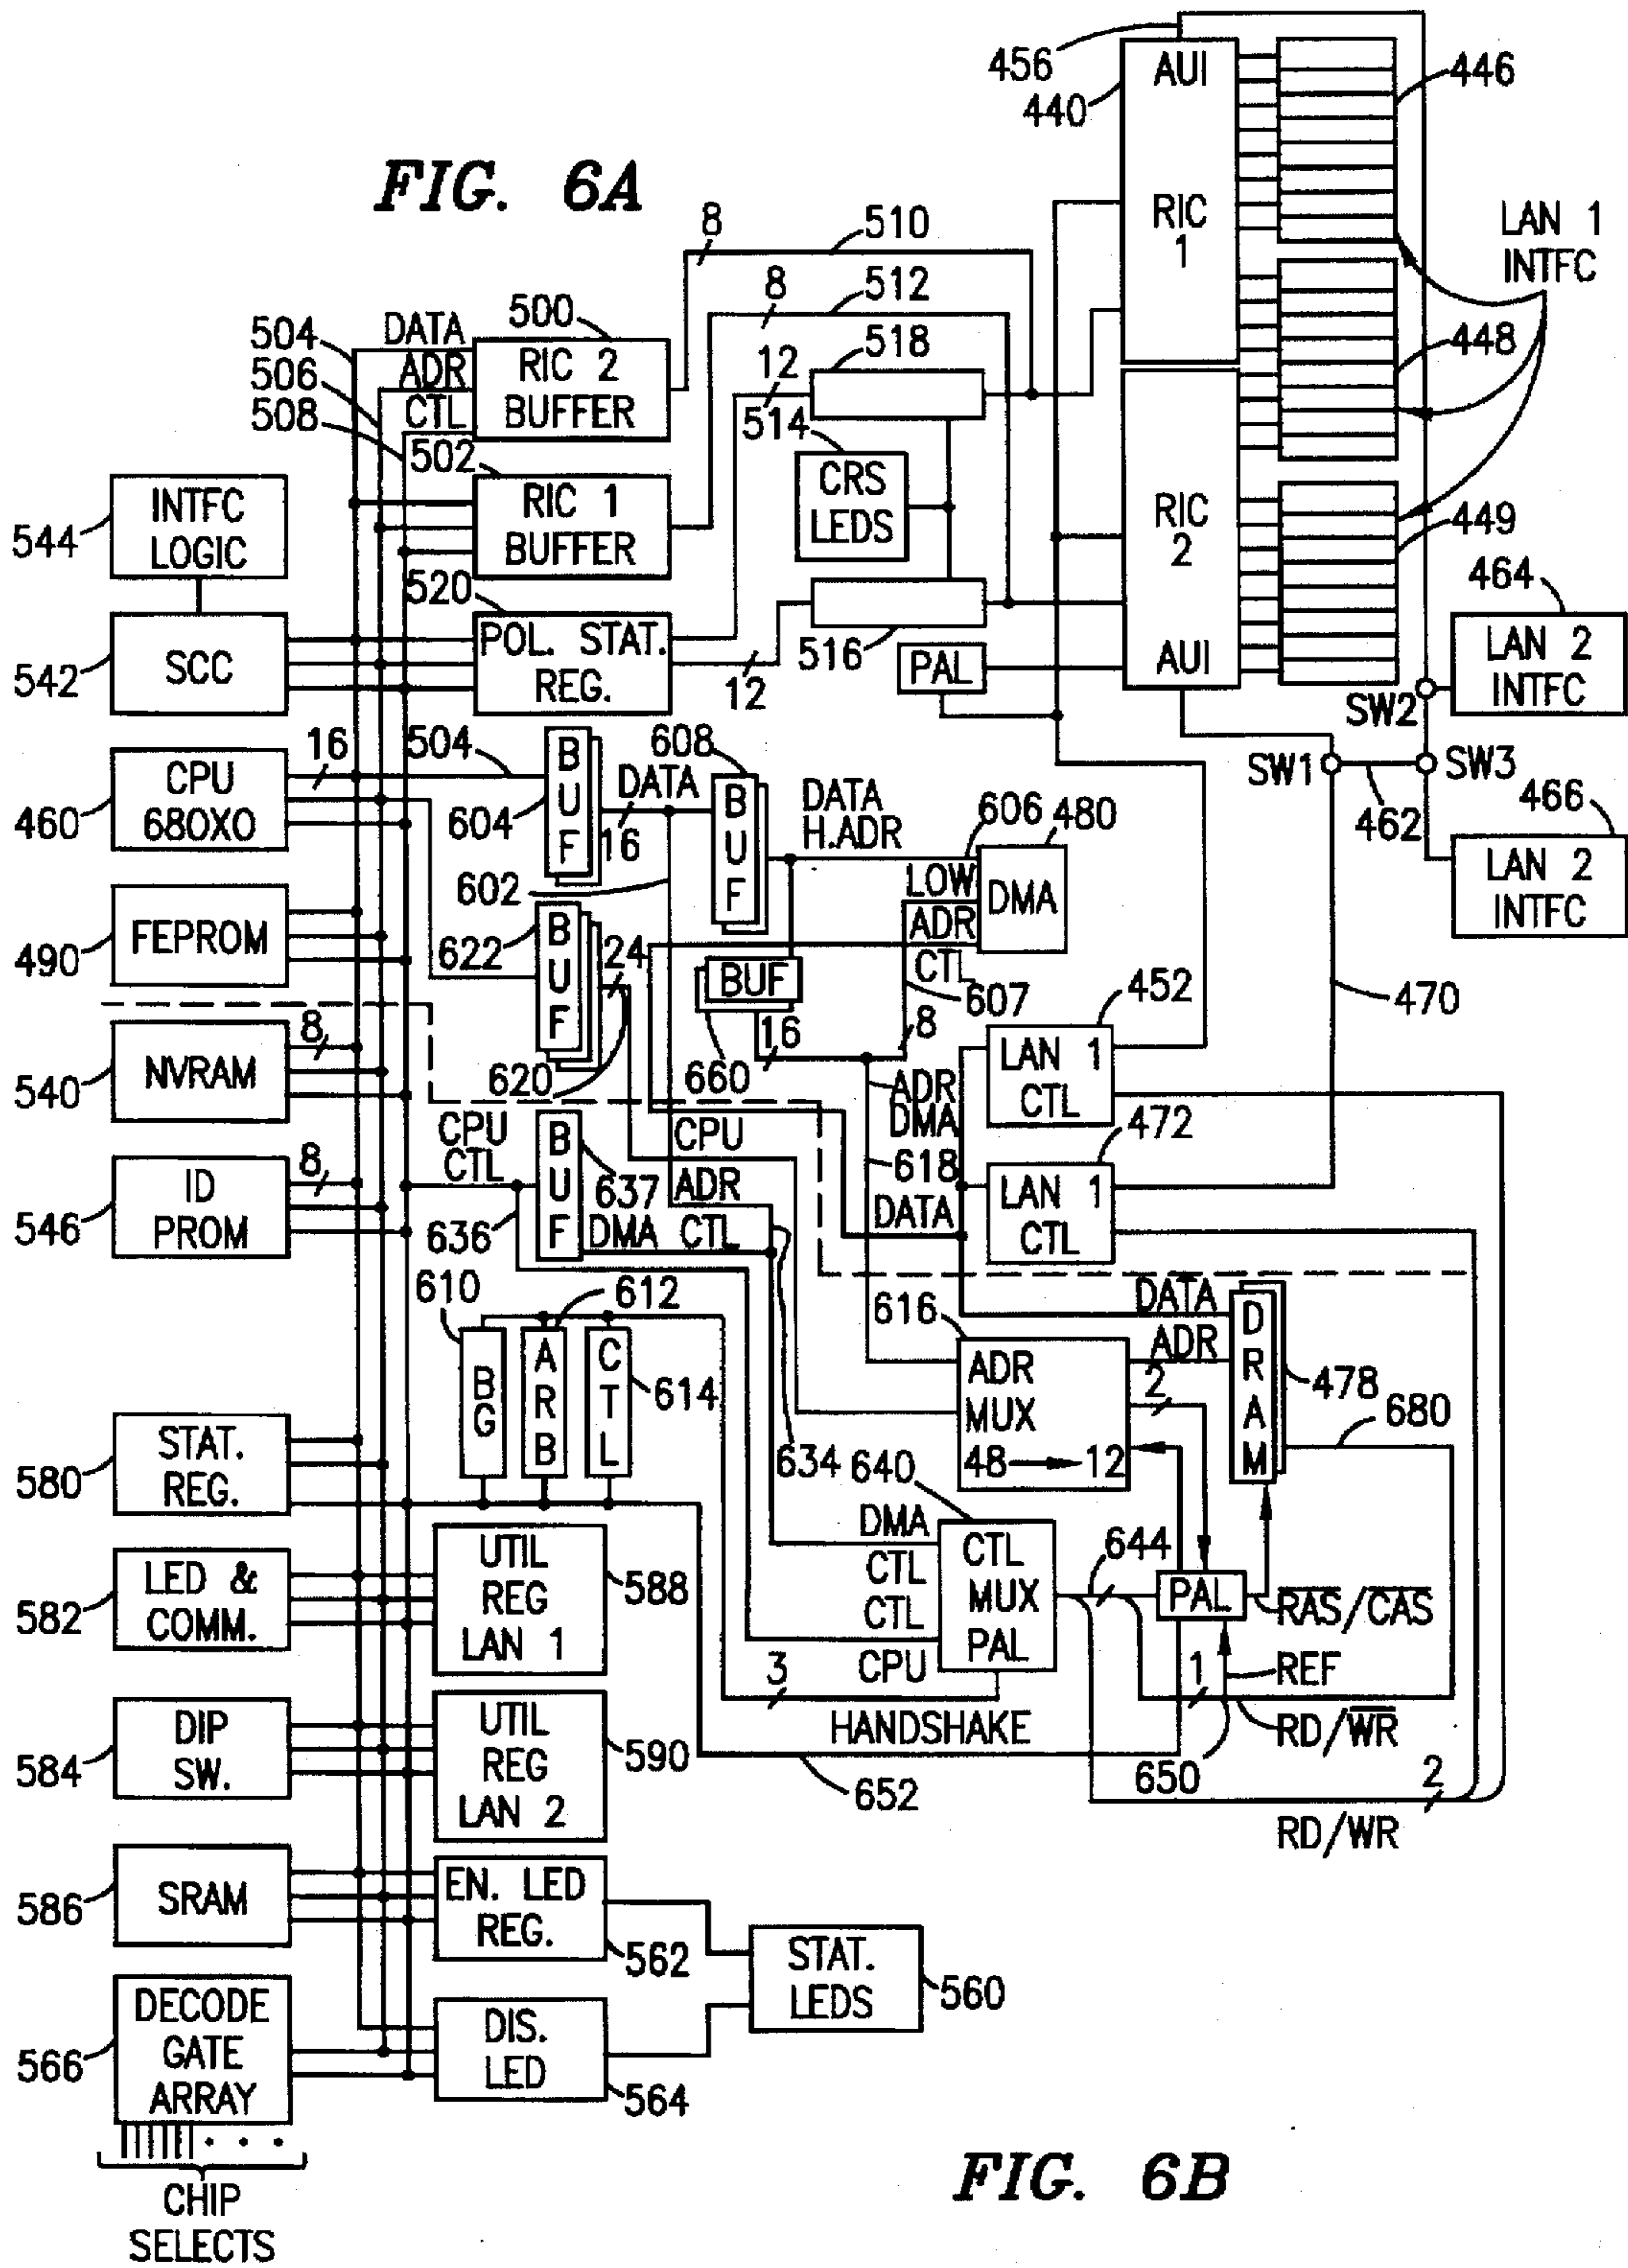 FIG. 6A
456
440
AUI
RIC
1
446
LAN 1
INTFC
448
RIC
2
AUI
449
464
LAN 2
INTFC
SW2
SW1
SW3
462
466
LAN 2
INTFC
470
8
510
8
512
504
506
508
DATA
ADR
CTL
500
RIC 2
BUFFER
502
RIC 1
BUFFER
12
518
514
CRS
LEDS
516
PAL
544
INTFC
LOGIC
520
POL. STAT.
REG.
12
542
SCC
460
CPU
680X0
16
504
604
BUF
DATA
16
602
608
BUF
DATA
H.ADR
606
480
LOW
ADR
CTL
DMA
607
490
FEPROM
622
BUF
24
620
BUF
660
16
8
452
LAN 1
CTL
540
NVRAM
8
ADR
DMA
618
472
LAN 1
CTL
DATA
CPU
CTL
BUF
637
CPU
ADR
DMA CTL
636
634
546
ID
PROM
8
610
BG
612
ARB
CTL
614
616
ADR
MUX
48 12
2
DATA
ADR
DRAM
478
680
580
STAT.
REG.
640
DMA
CTL
CTL
CPU
CTL
MUX
PAL
644
PAL
RAS/CAS
REF
1
RD/WR
650
3
HANDSHAKE
652
2
RD/WR
582
LED &
COMM.
UTIL
REG
LAN 1
588
584
DIP
SW.
UTIL
REG
LAN 2
590
586
SRAM
EN. LED
REG.
562
STAT.
LEDS
560
566
DECODE
GATE
ARRAY
DIS.
LED
564
CHIP
SELECTS
FIG. 6B